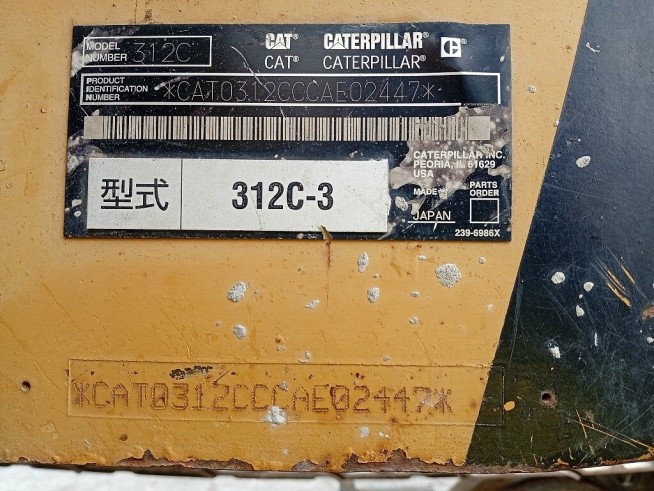 MODEL NUMBER 312C
CAT® CATERPILLAR® C®
CAT® CATERPILLAR®
PRODUCT IDENTIFICATION NUMBER *CAT0312CCCAE02447*
CATERPILLAR INC.
PEORIA, IL 61629
USA
MADE
JAPAN
PARTS ORDER
型式 312C-3
239-6986X
*CAT0312CCCAE02447*